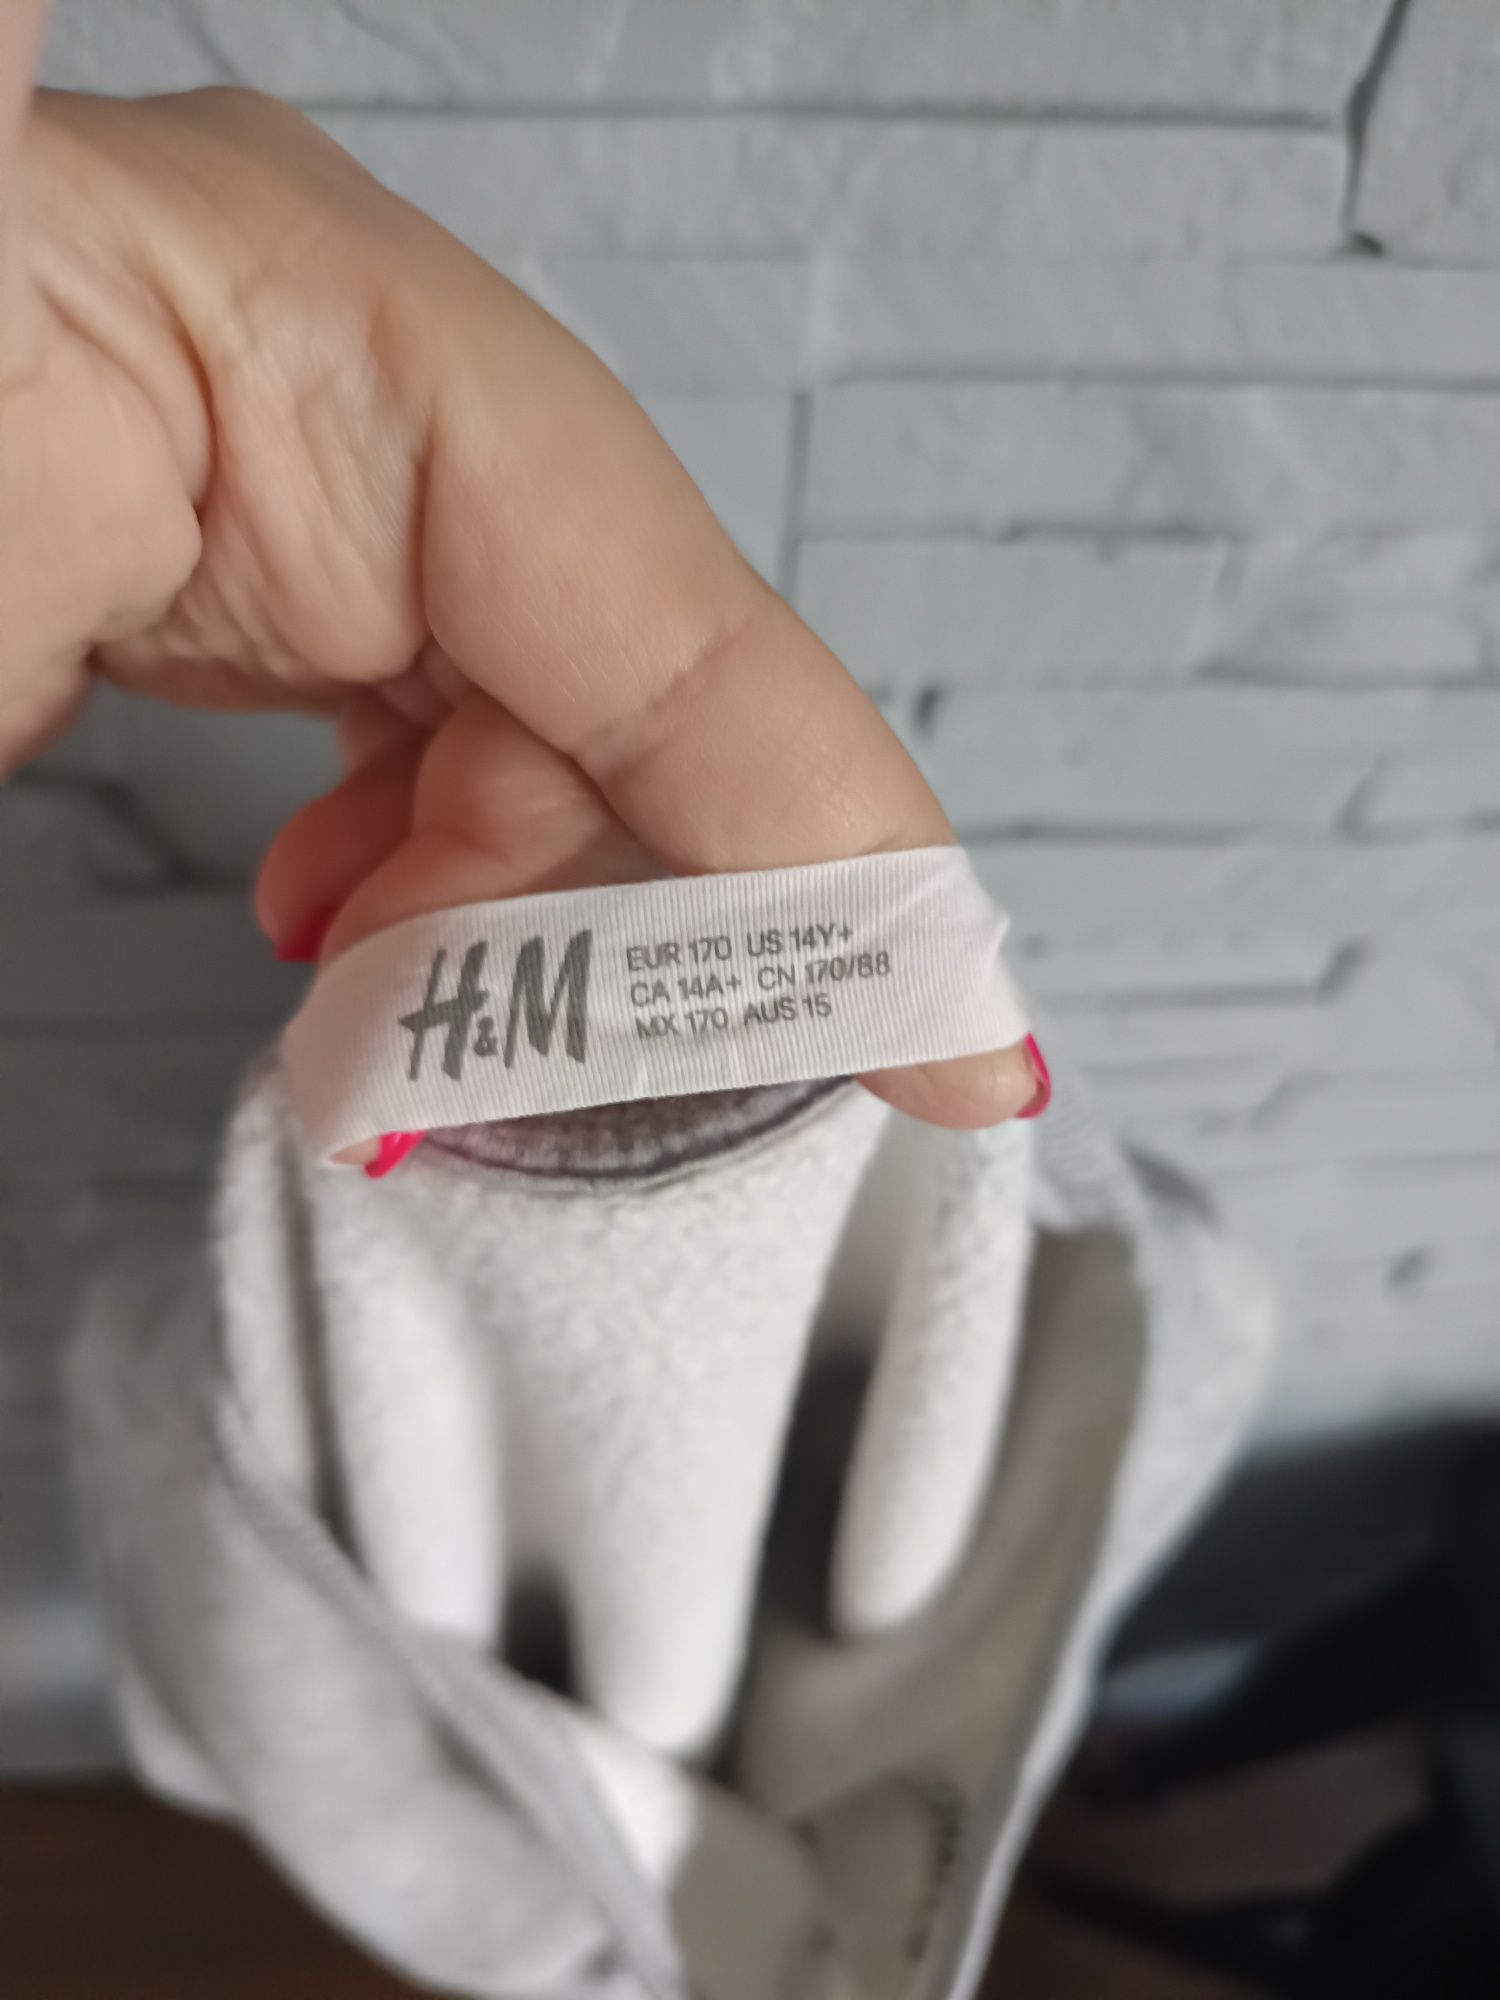 H&M
EUR 170 US 14Y+
CA 14A+ CN 170/88
MX 170 AUS 15